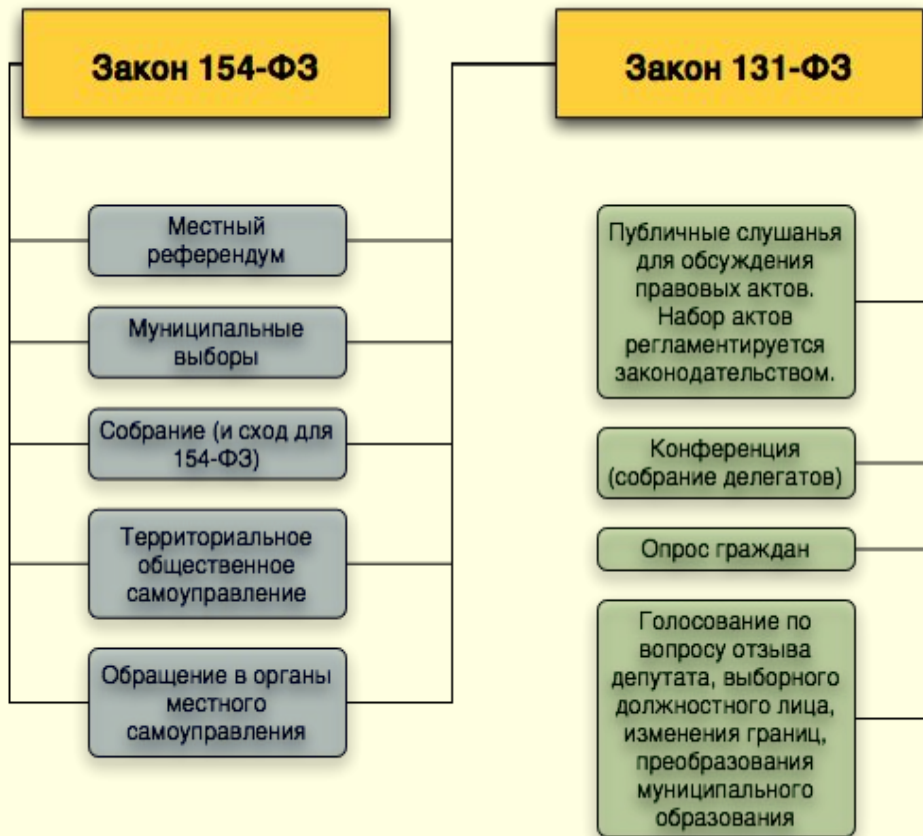 Закон 154-ФЗ
Закон 131-ФЗ
Местный
референдум
Муниципальные
выборы
Собрание (и сход для
154-ФЗ)
Территориальное
общественное
самоуправление
Обращение в органы
местного
самоуправления
Публичные слушанья
для обсуждения
правовых актов.
Набор актов
регламентируется
законодательством.
Конференция
(собрание делегатов)
Опрос граждан
Голосование по
вопросу отзыва
депутата, выборного
должностного лица,
изменения границ,
преобразования
муниципального
образования